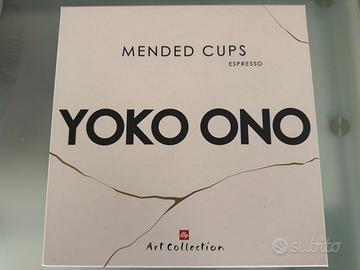 MENDED CUPS
ESPRESSO
YOKO ONO
illy
Art Collection
subito